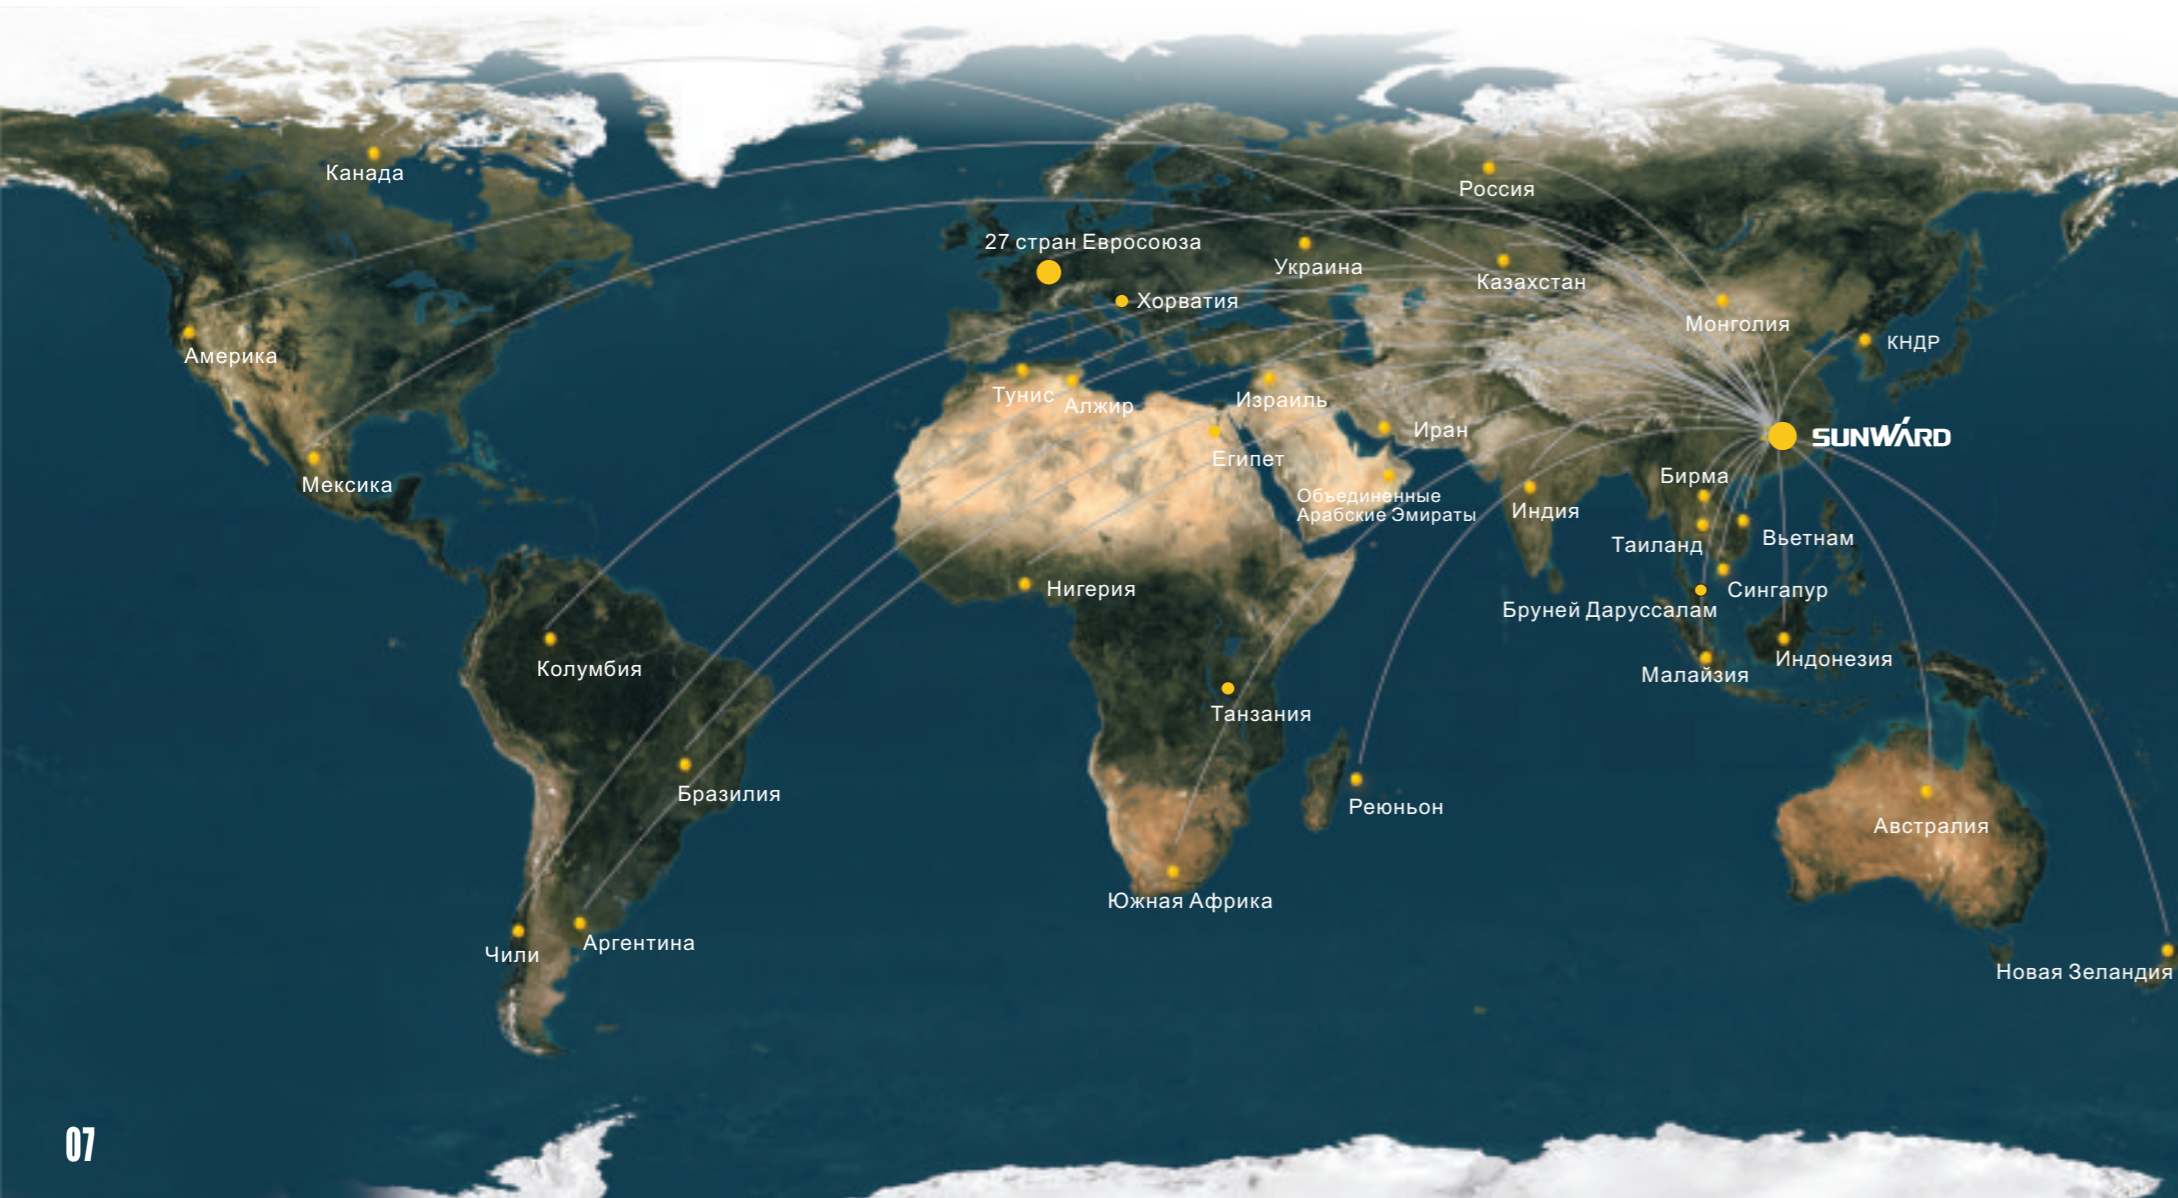 Канада
Россия
27 стран Евросоюза
Украина
Казахстан
Хорватия
Монголия
КНДР
Америка
Тунис
Алжир
Израиль
Иран
SUNWARD
Египет
Бирма
Мексика
Объединенные
Арабские Эмираты
Индия
Таиланд
Вьетнам
Нигерия
Сингапур
Бруней Даруссалам
Колумбия
Малайзия
Индонезия
Танзания
Бразилия
Реюньон
Австралия
Южная Африка
Аргентина
Чили
Новая Зеландия
07